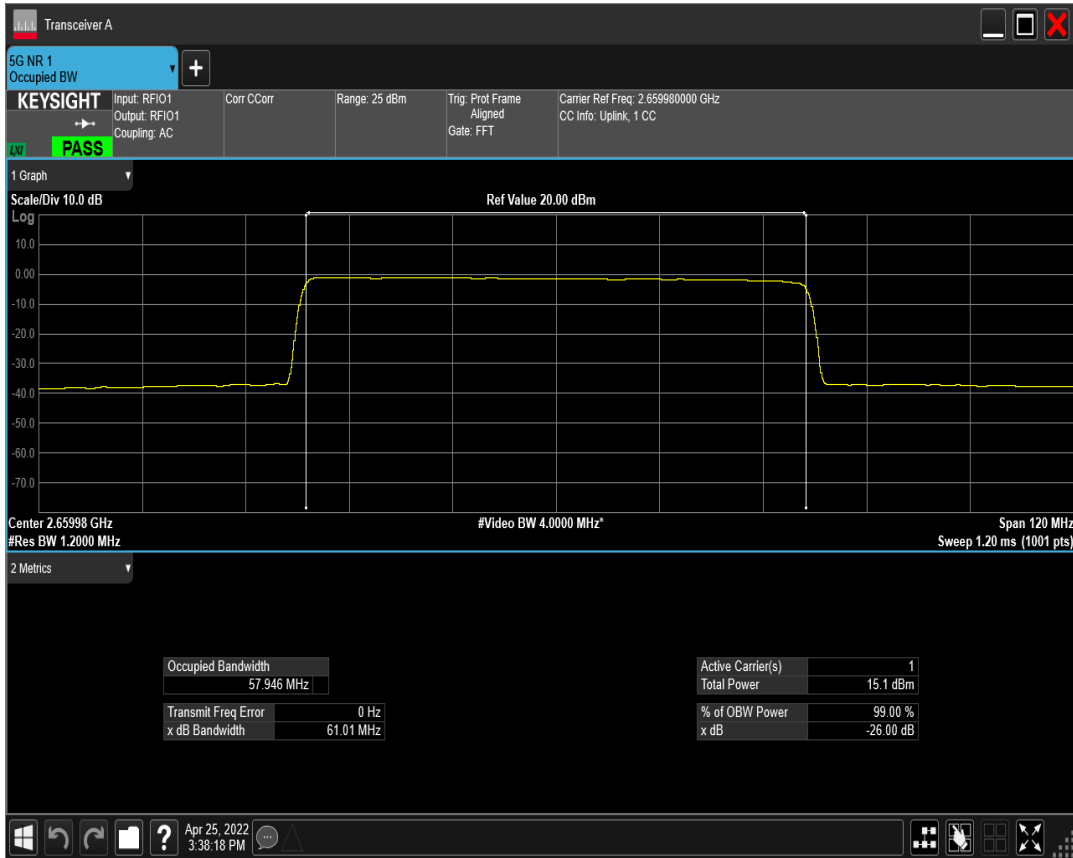 Transceiver A
5G NR 1
Occupied BW
KEYSIGHT
LXI
PASS
Input: RFIO1
Output: RFIO1
Coupling: AC
Corr CCorr
Range: 25 dBm
Trig: Prot Frame
Aligned
Gate: FFT
Carrier Ref Freq: 2.659980000 GHz
CC Info: Uplink, 1 CC
1 Graph
Scale/Div 10.0 dB
Ref Value 20.00 dBm
Log
10.0
0.00
-10.0
-20.0
-30.0
-40.0
-50.0
-60.0
-70.0
Center 2.65998 GHz
#Video BW 4.0000 MHz*
Span 120 MHz
#Res BW 1.2000 MHz
Sweep 1.20 ms (1001 pts)
2 Metrics
Occupied Bandwidth
57.946 MHz
Transmit Freq Error 0 Hz
x dB Bandwidth 61.01 MHz
Active Carrier(s) 1
Total Power 15.1 dBm
% of OBW Power 99.00 %
x dB -26.00 dB
? Apr 25, 2022
3:38:18 PM